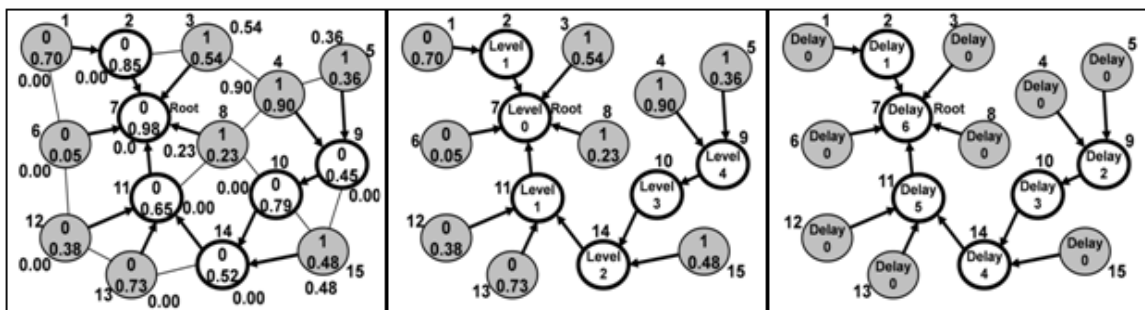 1 2 3 0.54
0 0.70 0.00
0 0.85 0.00
1 0.54
0.36 5
1 0.36
4 1 0.90 0.90
7 0 0.98 0.0 Root
8 1 0.23 0.23
6 0 0.05 0.00
9 0 0.45 0.00
10 0 0.79 0.00
11 0 0.65 0.00
12 0 0.38 0.00
14 0 0.52 0.00
13 0 0.73 0.00
1 0.48 15 0.48
1 2 3
0 0.70
Level 1
1 0.54
4 1 0.90
5 1 0.36
7 Level 0 Root
8 1 0.23
6 0 0.05
9 Level 4
10 Level 3
11 Level 1
12 0 0.38
14 Level 2
13 0 0.73
1 0.48 15
1 2 3
Delay 0
Delay 1
Delay 0
4 Delay 0
5 Delay 0
7 Delay 6 Root
8 Delay 0
6 Delay 0
9 Delay 2
10 Delay 3
11 Delay 5
12 Delay 0
14 Delay 4
13 Delay 0
Delay 0 15